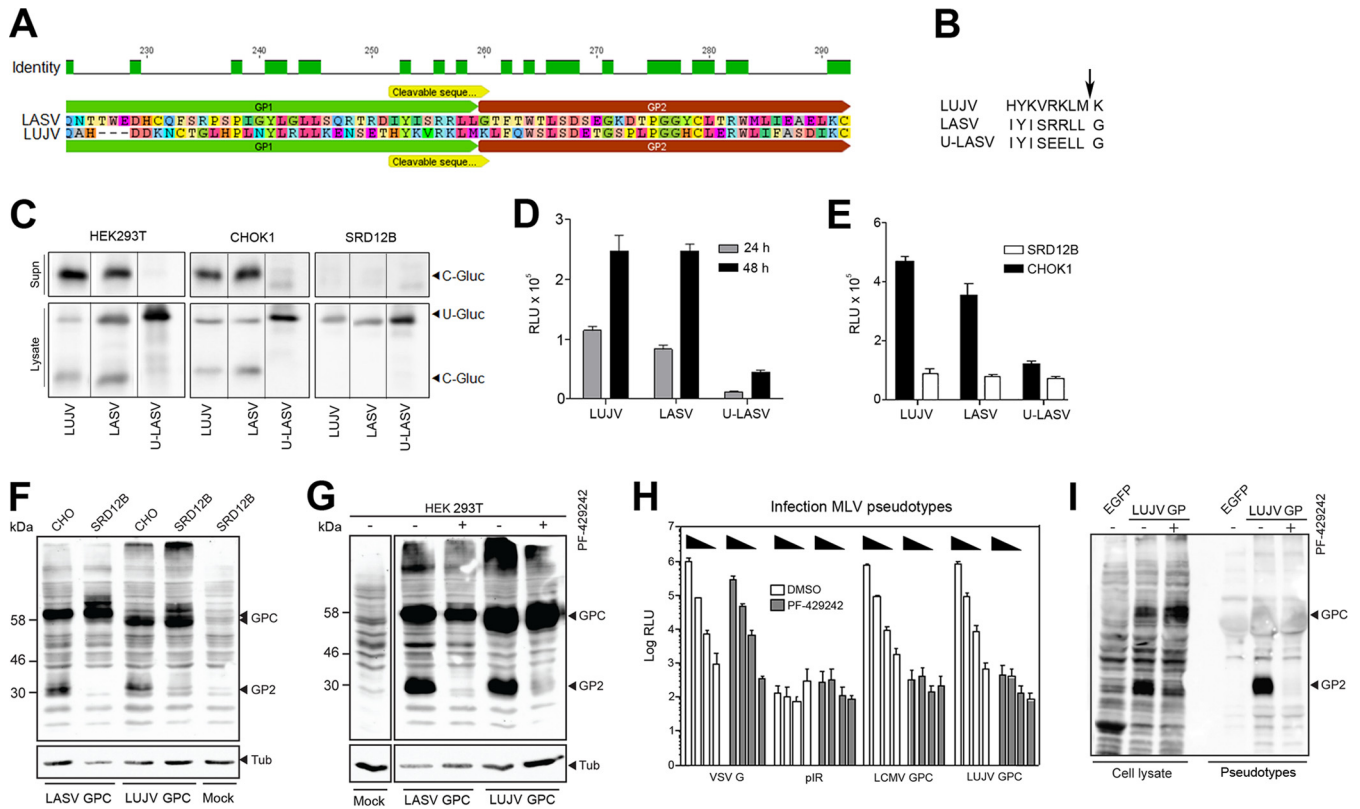 A
230 240 250 260 270 280 290
Identity
Cleavable seque...
GP1 GP2
LASV QNTTWEDHCQFSRPSPIGYLGLLSQRTRDIYISRRLLGTFTWTLSDSEGKDTPGGYCLTRWMLIEAELKC
LUJV QAH---DDKNCTGLHPLNYLRLLKENSETHYKVRKLMKLFQWSLSDETGSPLPGGHCLERWLIFASDIKC
GP1 GP2
Cleavable seque...
B
LUJV HYKVRKLM K
LASV IYISRRLL G
U-LASV IYISEELL G
C
HEK293T CHOK1 SRD12B
Supn
C-Gluc
U-Gluc
Lysate
C-Gluc
LUJV LASV U-LASV LUJV LASV U-LASV LUJV LASV U-LASV
D
RLU x 10⁵
3
2
1
0
24 h
48 h
LUJV LASV U-LASV
E
RLU x 10⁵
6
4
2
0
SRD12B
CHOK1
LUJV LASV U-LASV
F
CHO SRD12B CHO SRD12B SRD12B
kDa
58
46
30
GPC
GP2
Tub
LASV GPC LUJV GPC Mock
G
HEK 293T
kDa - - + - + PF-429242
58
46
30
GPC
GP2
Tub
Mock LASV GPC LUJV GPC
H
Infection MLV pseudotypes
Log RLU
7
6
5
4
3
2
1
0
DMSO
PF-429242
VSV G pIR LCMV GPC LUJV GPC
I
EGFP LUJV GP EGFP LUJV GP
- - + - - + PF-429242
GPC
GP2
Cell lysate Pseudotypes